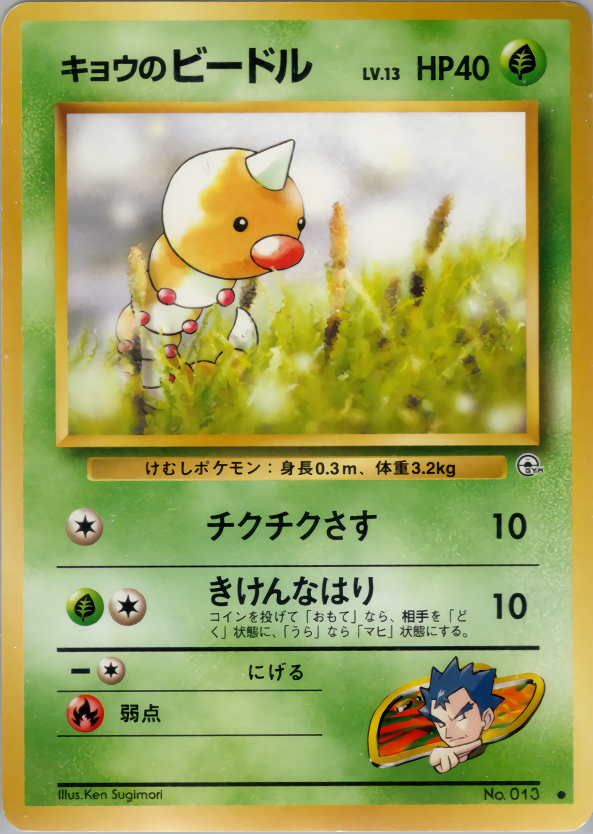 キョウのビードル LV.13 HP40
けむしポケモン：身長0.3m、体重3.2kg
GYM
チクチクさす 10
きけんなはり 10
コインを投げて「おもて」なら、相手を「ど
く」状態に、「うら」なら「マヒ」状態にする。
− にげる
弱点
Illus.Ken Sugimori No. 013 ●